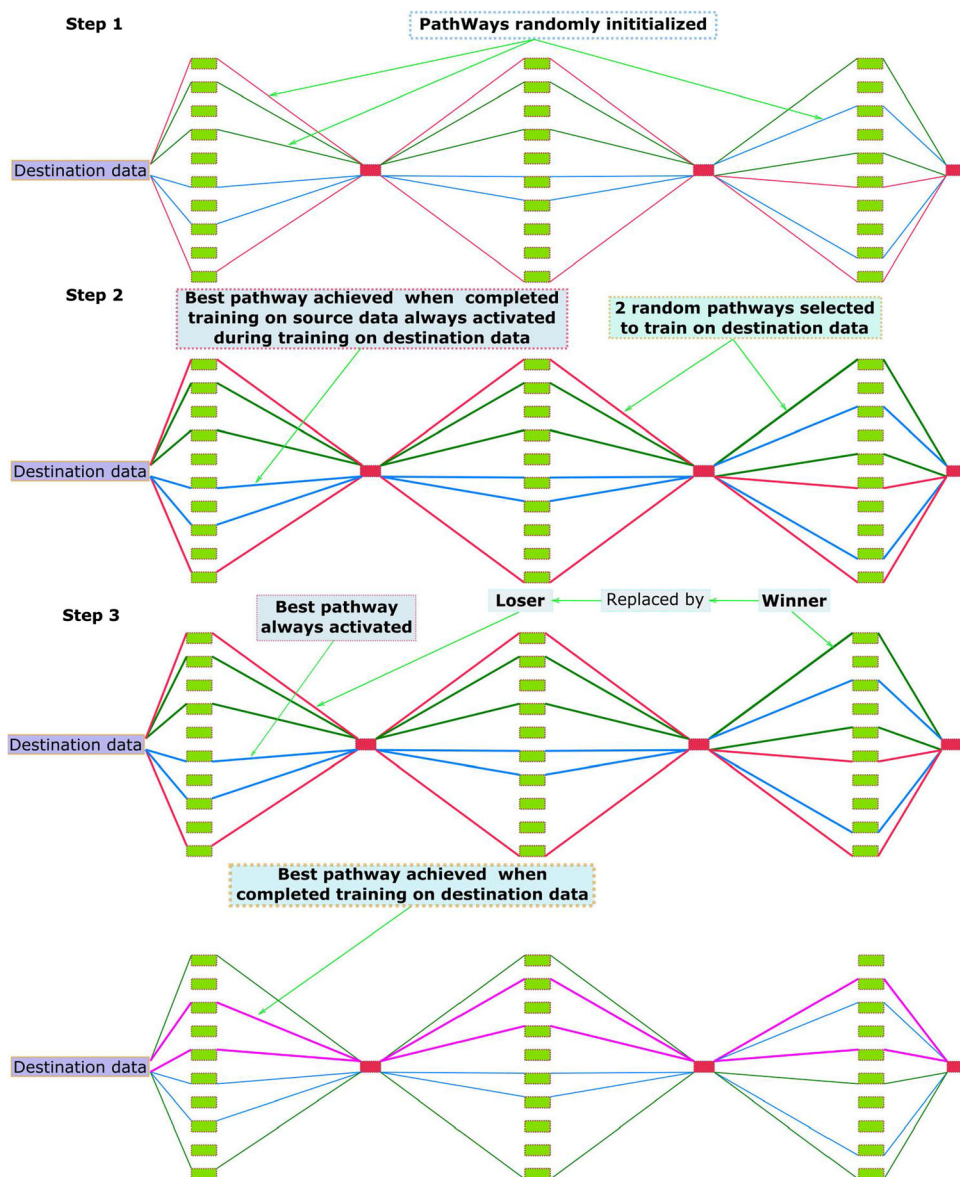 Step 1
PathWays randomly inititialized
Destination data
Step 2
Best pathway achieved when completed
training on source data always activated
during training on destination data
2 random pathways selected
to train on destination data
Destination data
Step 3
Best pathway
always activated
Loser
Replaced by
Winner
Destination data
Best pathway achieved when
completed training on destination data
Destination data